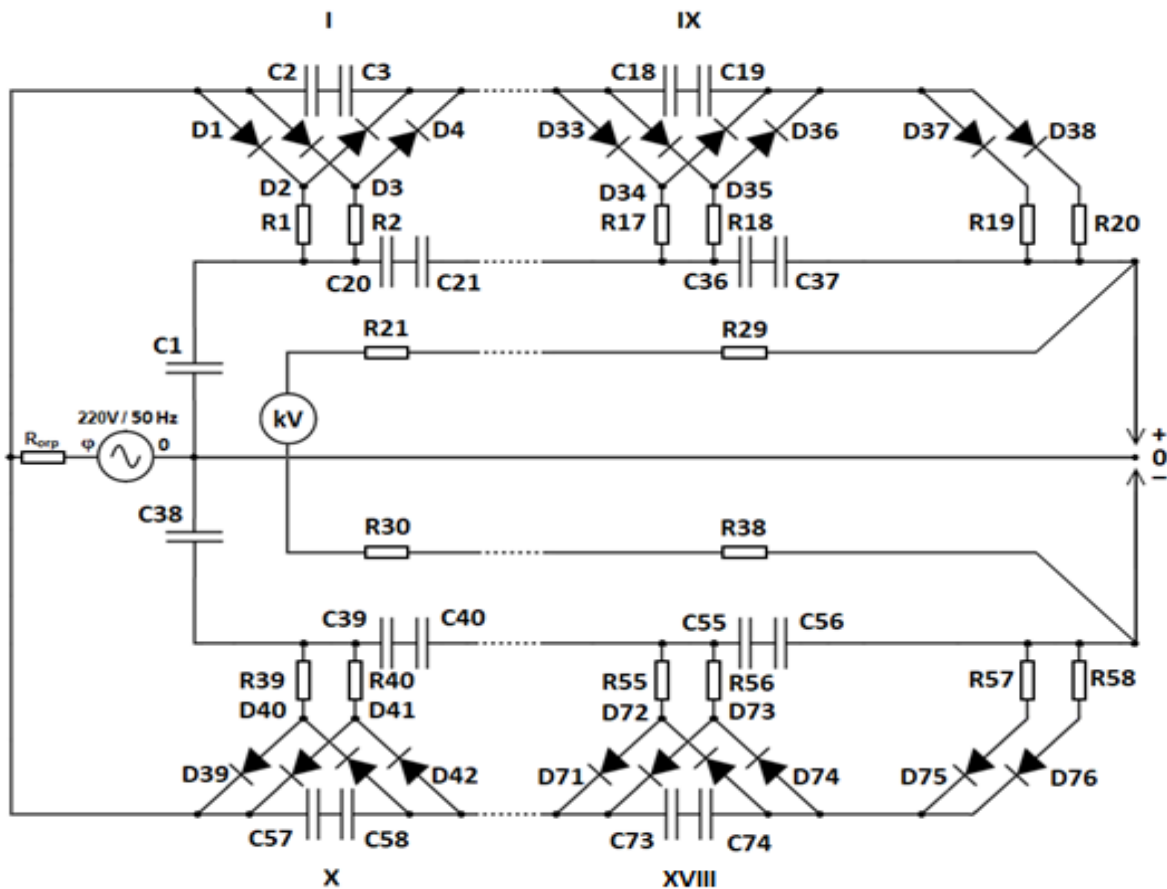 I IX
C2 C3 C18 C19
D1 D4 D33 D36 D37 D38
D2 D3 D34 D35
R1 R2 R17 R18 R19 R20
C20 C21 C36 C37
R21 R29
C1
kV
220V / 50 Hz
Rогр φ 0
+
0
−
C38
R30 R38
C39 C40 C55 C56
R39 R40 R55 R56 R57 R58
D40 D41 D72 D73
D39 D42 D71 D74 D75 D76
C57 C58 C73 C74
X XVIII